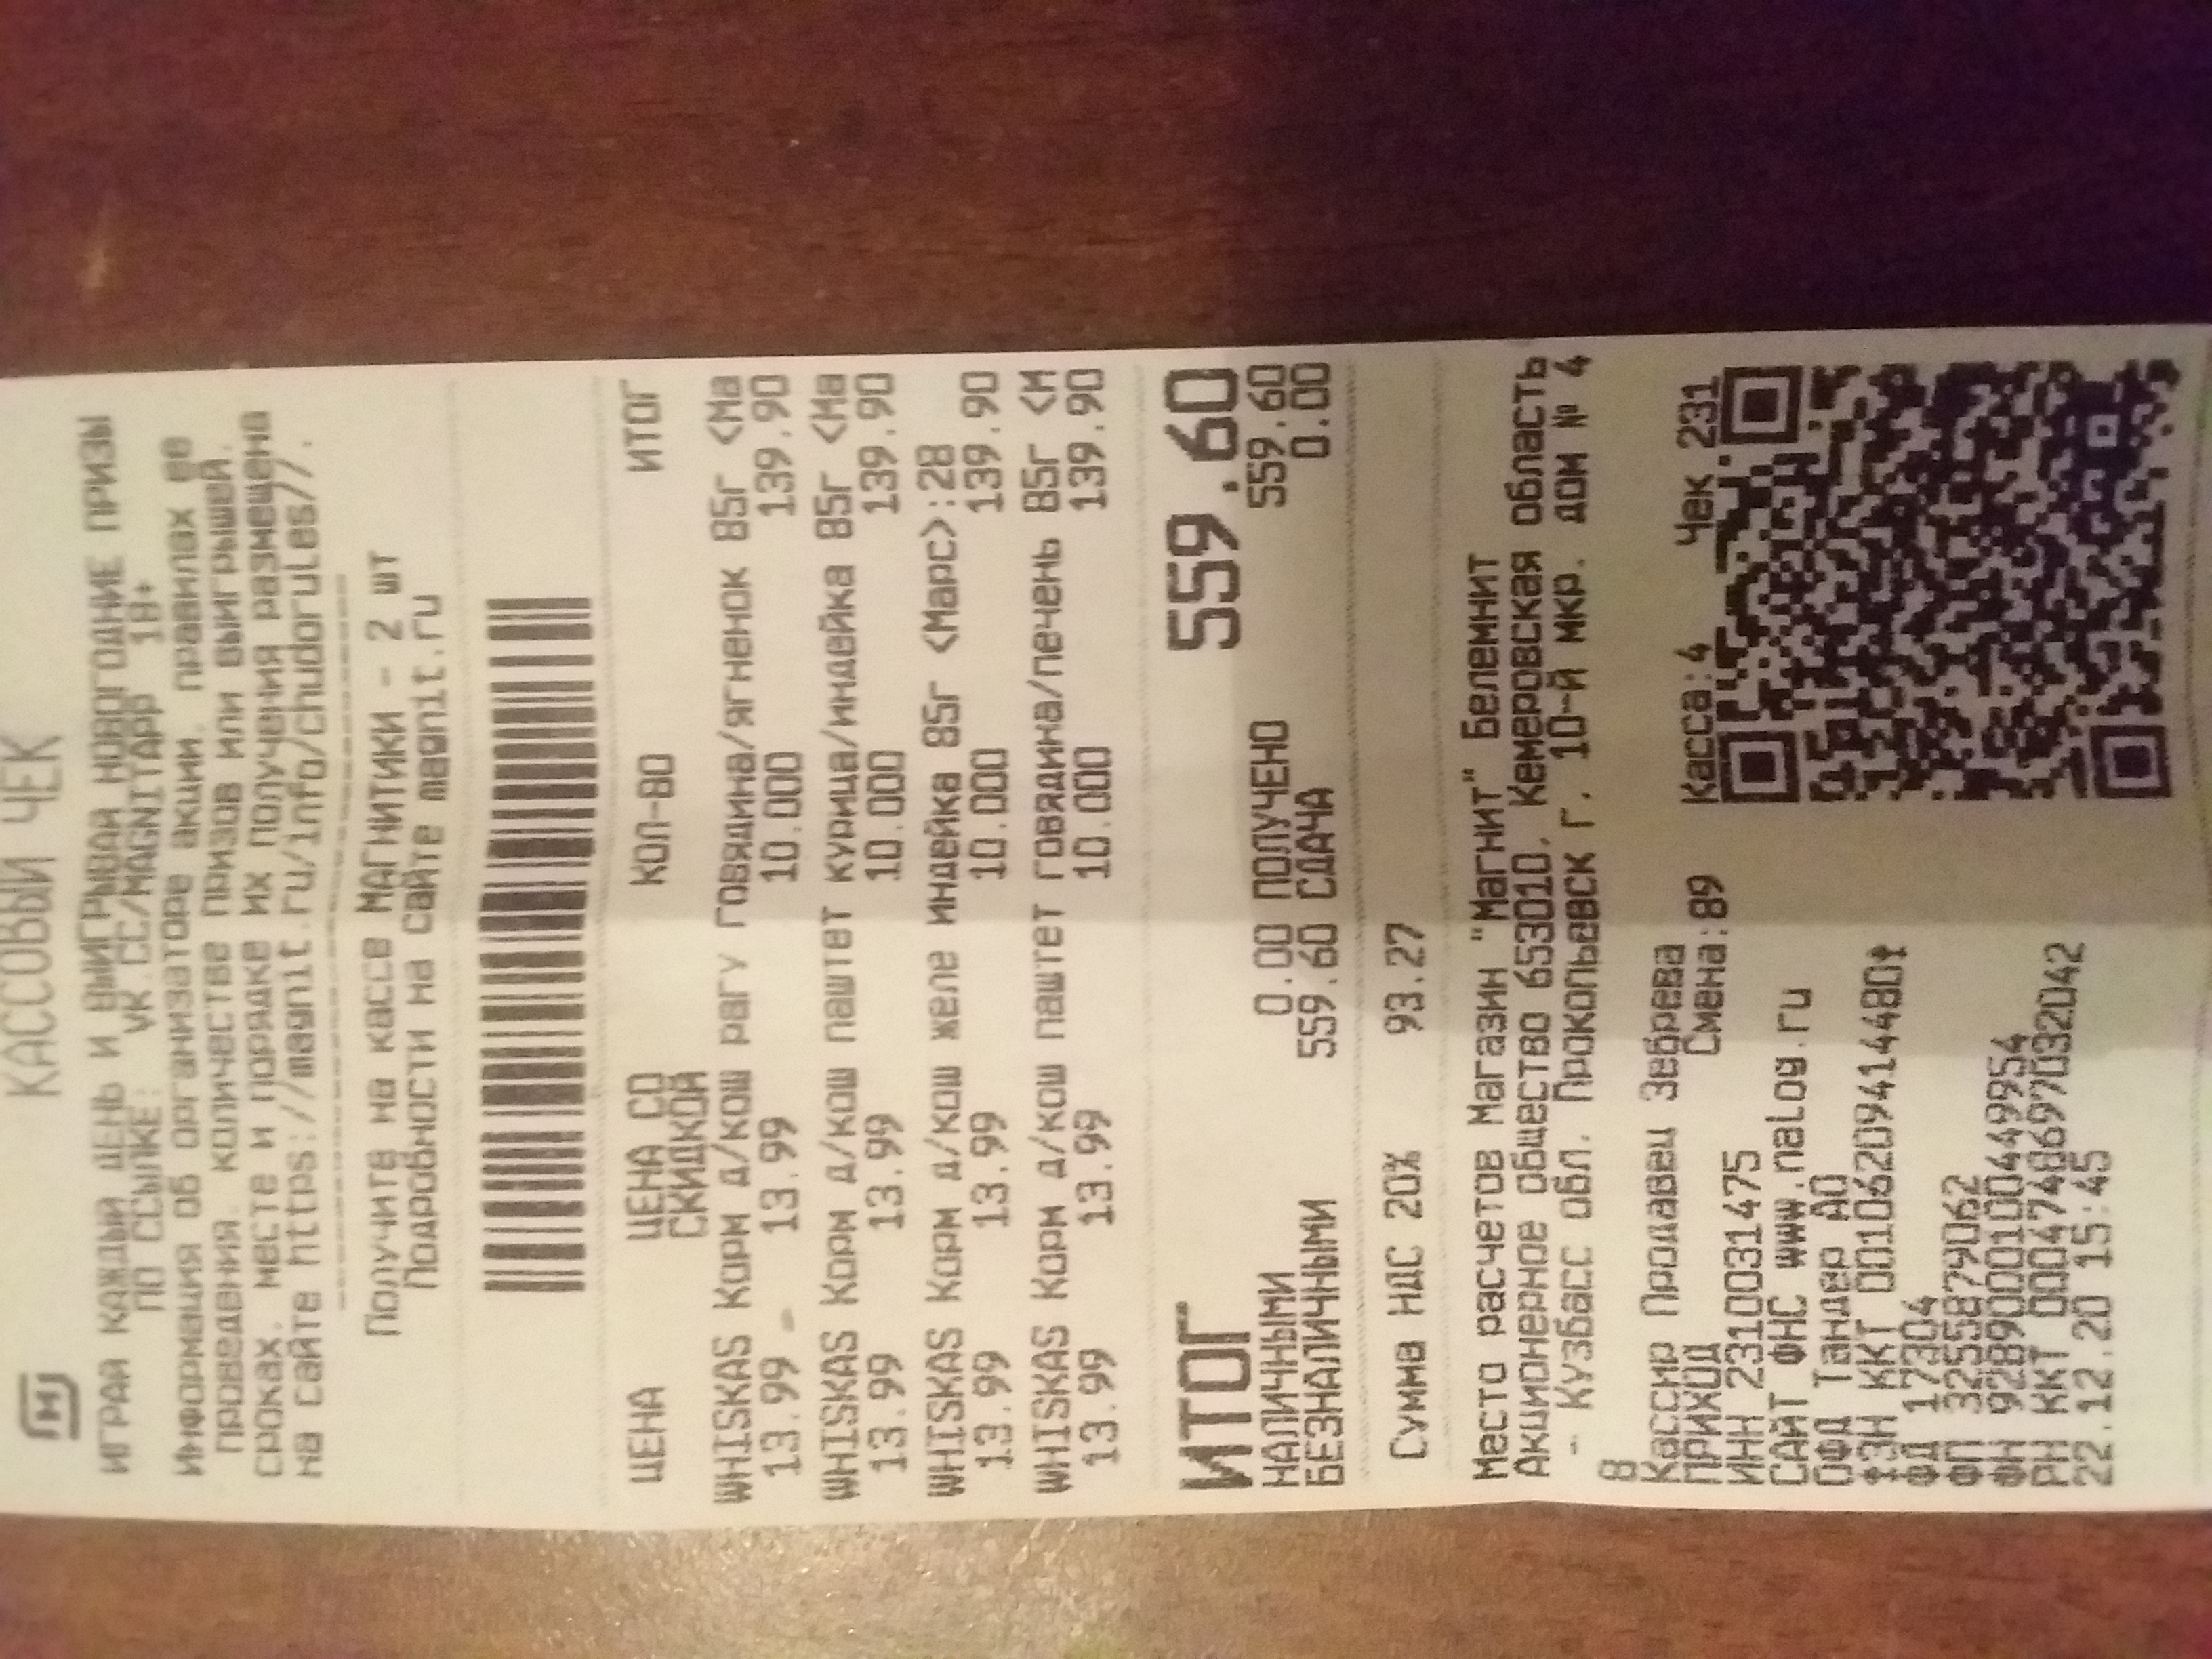 КАССОВЫЙ ЧЕК
М
ИГРАЙ КАЖДЫЙ ДЕНЬ И ВЫИГРЫВАЙ НОВОГОДНИЕ ПРИЗЫ
ПО ССЫЛКЕ: VK.CC/MAGNITAPP 18+
Информация об организаторе акции, правилах ее
проведения, количестве призов или выигрышей,
сроках, месте и порядке их получения размещена
на сайте https://magnit.ru/info/chudorules//.
Получите на кассе МАГНИТИКИ - 2 шт
Подробности на сайте magnit.ru
ЦЕНА ЦЕНА СО СКИДКОЙ КОЛ-ВО ИТОГ
WHISKAS Корм д/кош рагу говядина/ягненок 85г <Ма
13.99 13.99 10.000 139.90
WHISKAS Корм д/кош паштет курица/индейка 85г <Ма
13.99 13.99 10.000 139.90
WHISKAS Корм д/кош желе индейка 85г <Марс>:28
13.99 13.99 10.000 139.90
WHISKAS Корм д/кош паштет говядина/печень 85г <М
13.99 13.99 10.000 139.90
ИТОГ 559.60
НАЛИЧНЫМИ 0.00 ПОЛУЧЕНО 559.60
БЕЗНАЛИЧНЫМИ 559.60 СДАЧА 0.00
Сумма НДС 20% 93.27
Место расчетов Магазин "Магнит" Белемнит
Акционерное общество 653010, Кемеровская область
- Кузбасс обл. Прокопьевск г. 10-й мкр. дом № 4
8
Кассир Продавец Зебрева
ПРИХОД Смена:89 Касса:4 Чек 231
ИНН 2310031475
САЙТ ФНС www.nalog.ru
ОФД Тандер АО
ЗН ККТ 00106209414480
ФД 17304
ФП 3255879062
ФН 9289000100449954
РН ККТ 0004748697032042
22.12.20 15:45